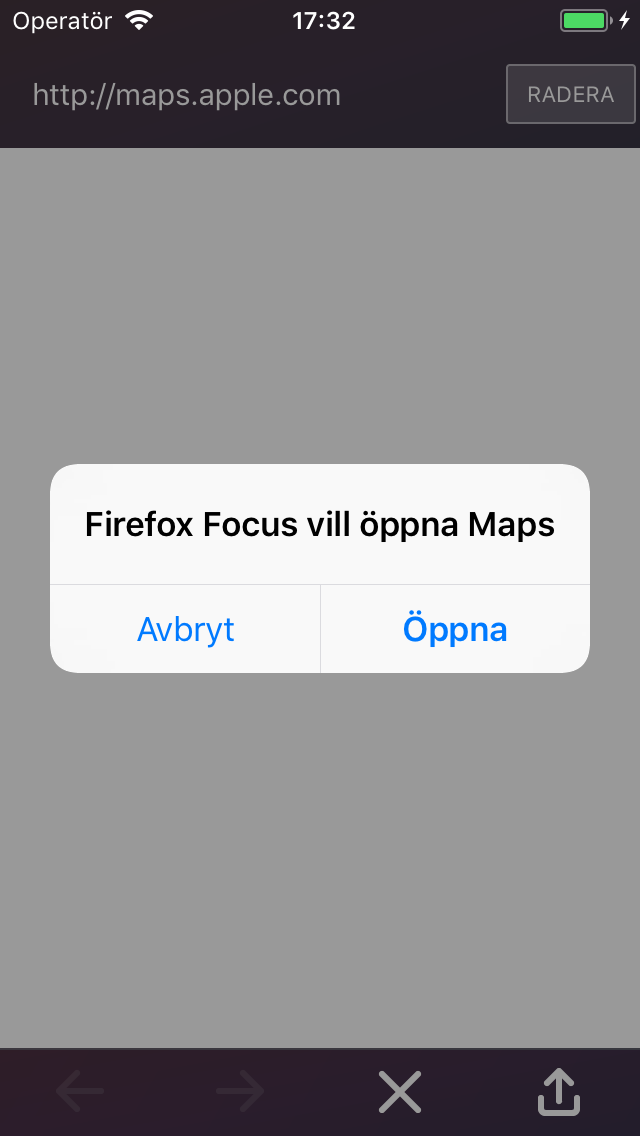 Operatör 17:32
http://maps.apple.com RADERA
Firefox Focus vill öppna Maps
Avbryt Öppna